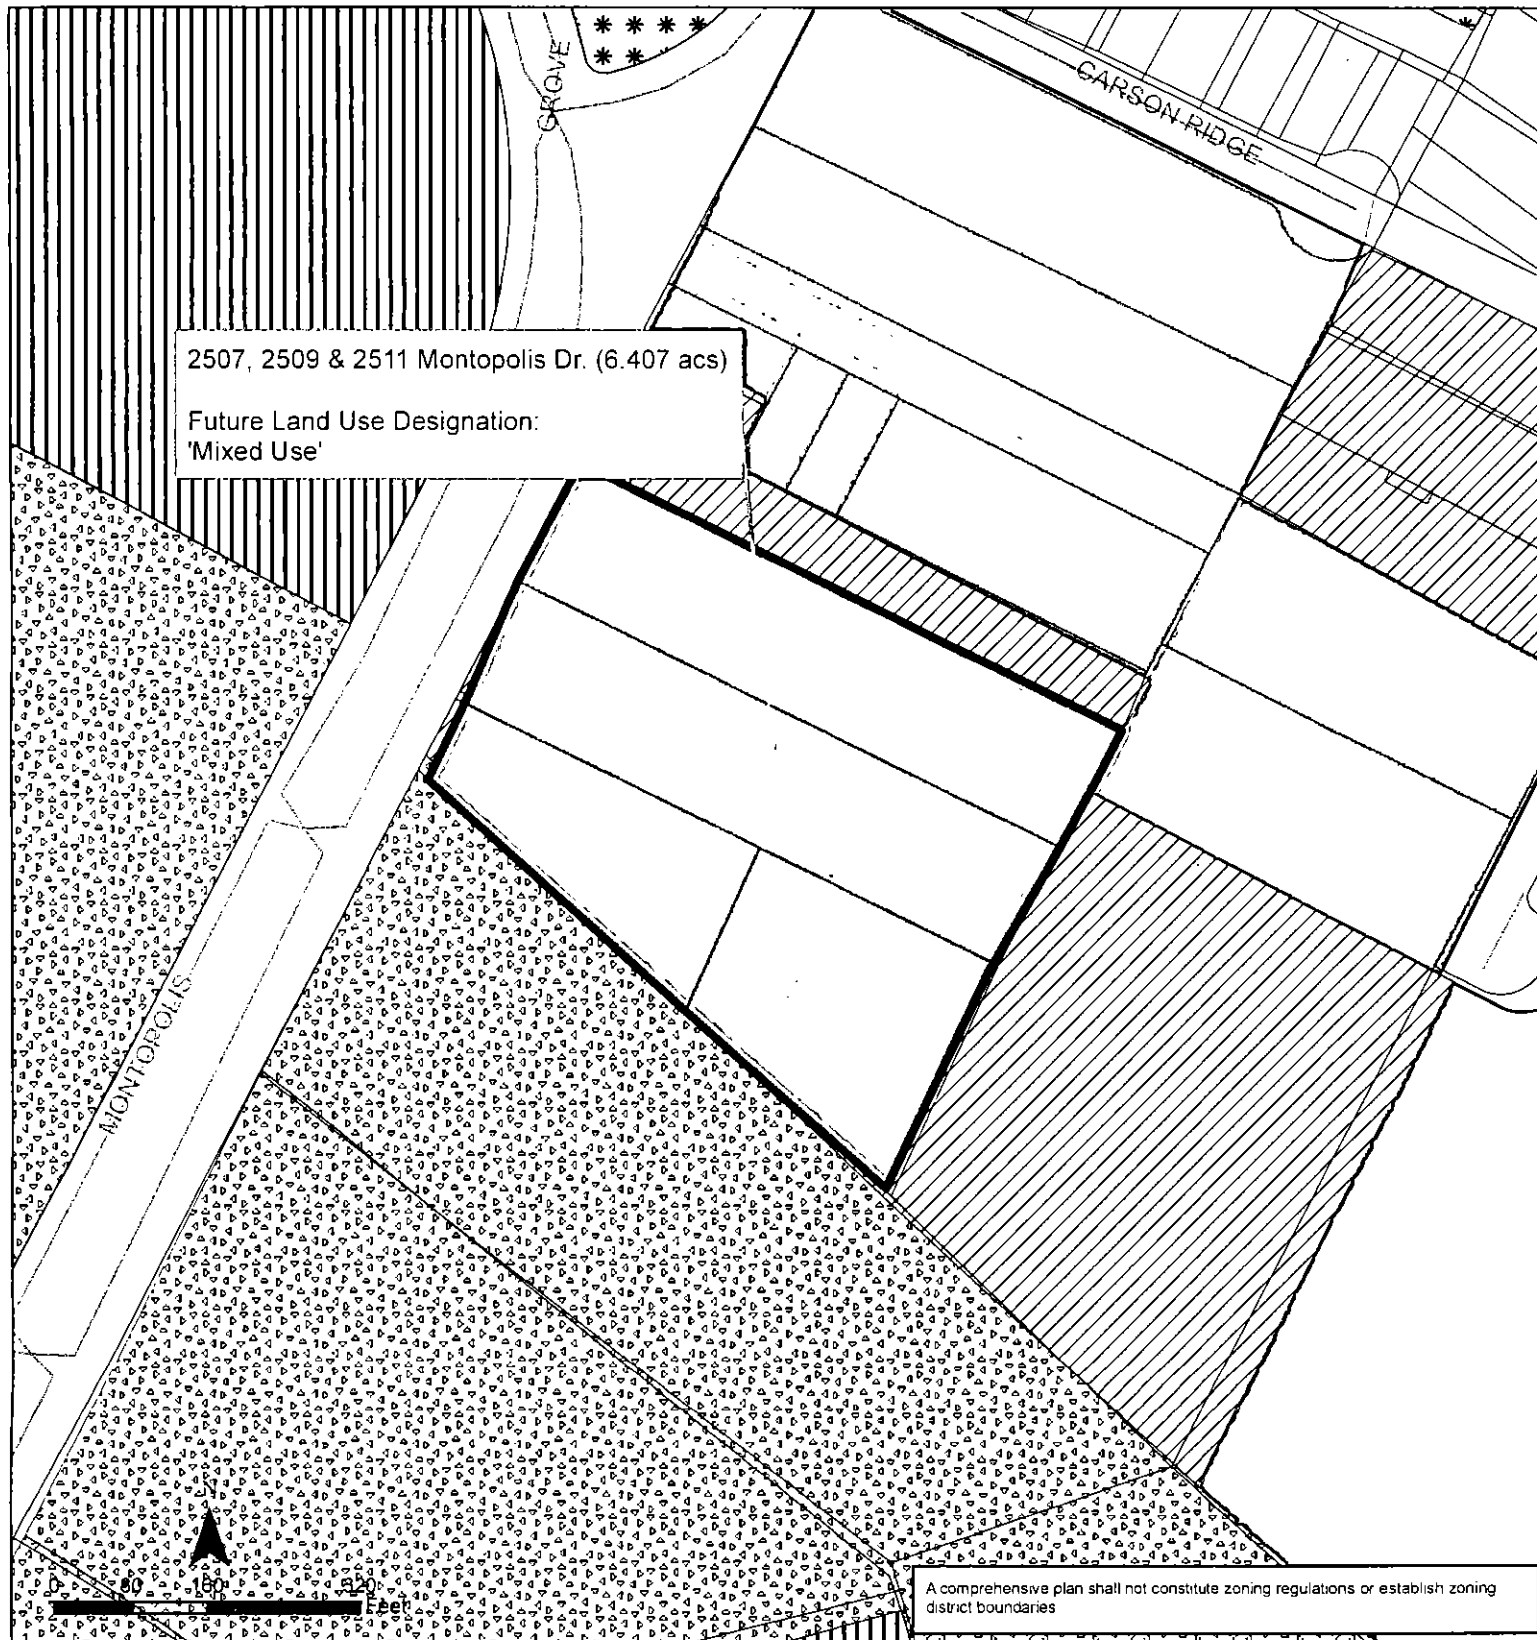 GROVE
CARSON RIDGE
2507, 2509 & 2511 Montopolis Dr. (6.407 acs)
Future Land Use Designation:
'Mixed Use'
MONTOPOLIS
0 80 160 320
Feet
A comprehensive plan shall not constitute zoning regulations or establish zoning
district boundaries